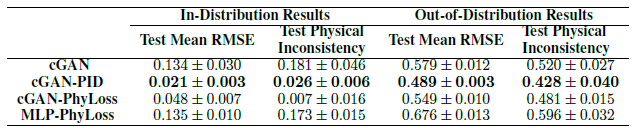 In-Distribution Results Out-of-Distribution Results
Test Mean RMSE Test Physical Inconsistency Test Mean RMSE Test Physical Inconsistency
cGAN 0.134 ± 0.030 0.181 ± 0.046 0.579 ± 0.012 0.520 ± 0.027
cGAN-PID 0.021 ± 0.003 0.026 ± 0.006 0.489 ± 0.003 0.428 ± 0.040
cGAN-PhyLoss 0.048 ± 0.007 0.007 ± 0.016 0.549 ± 0.010 0.481 ± 0.015
MLP-PhyLoss 0.135 ± 0.010 0.173 ± 0.015 0.676 ± 0.013 0.596 ± 0.032